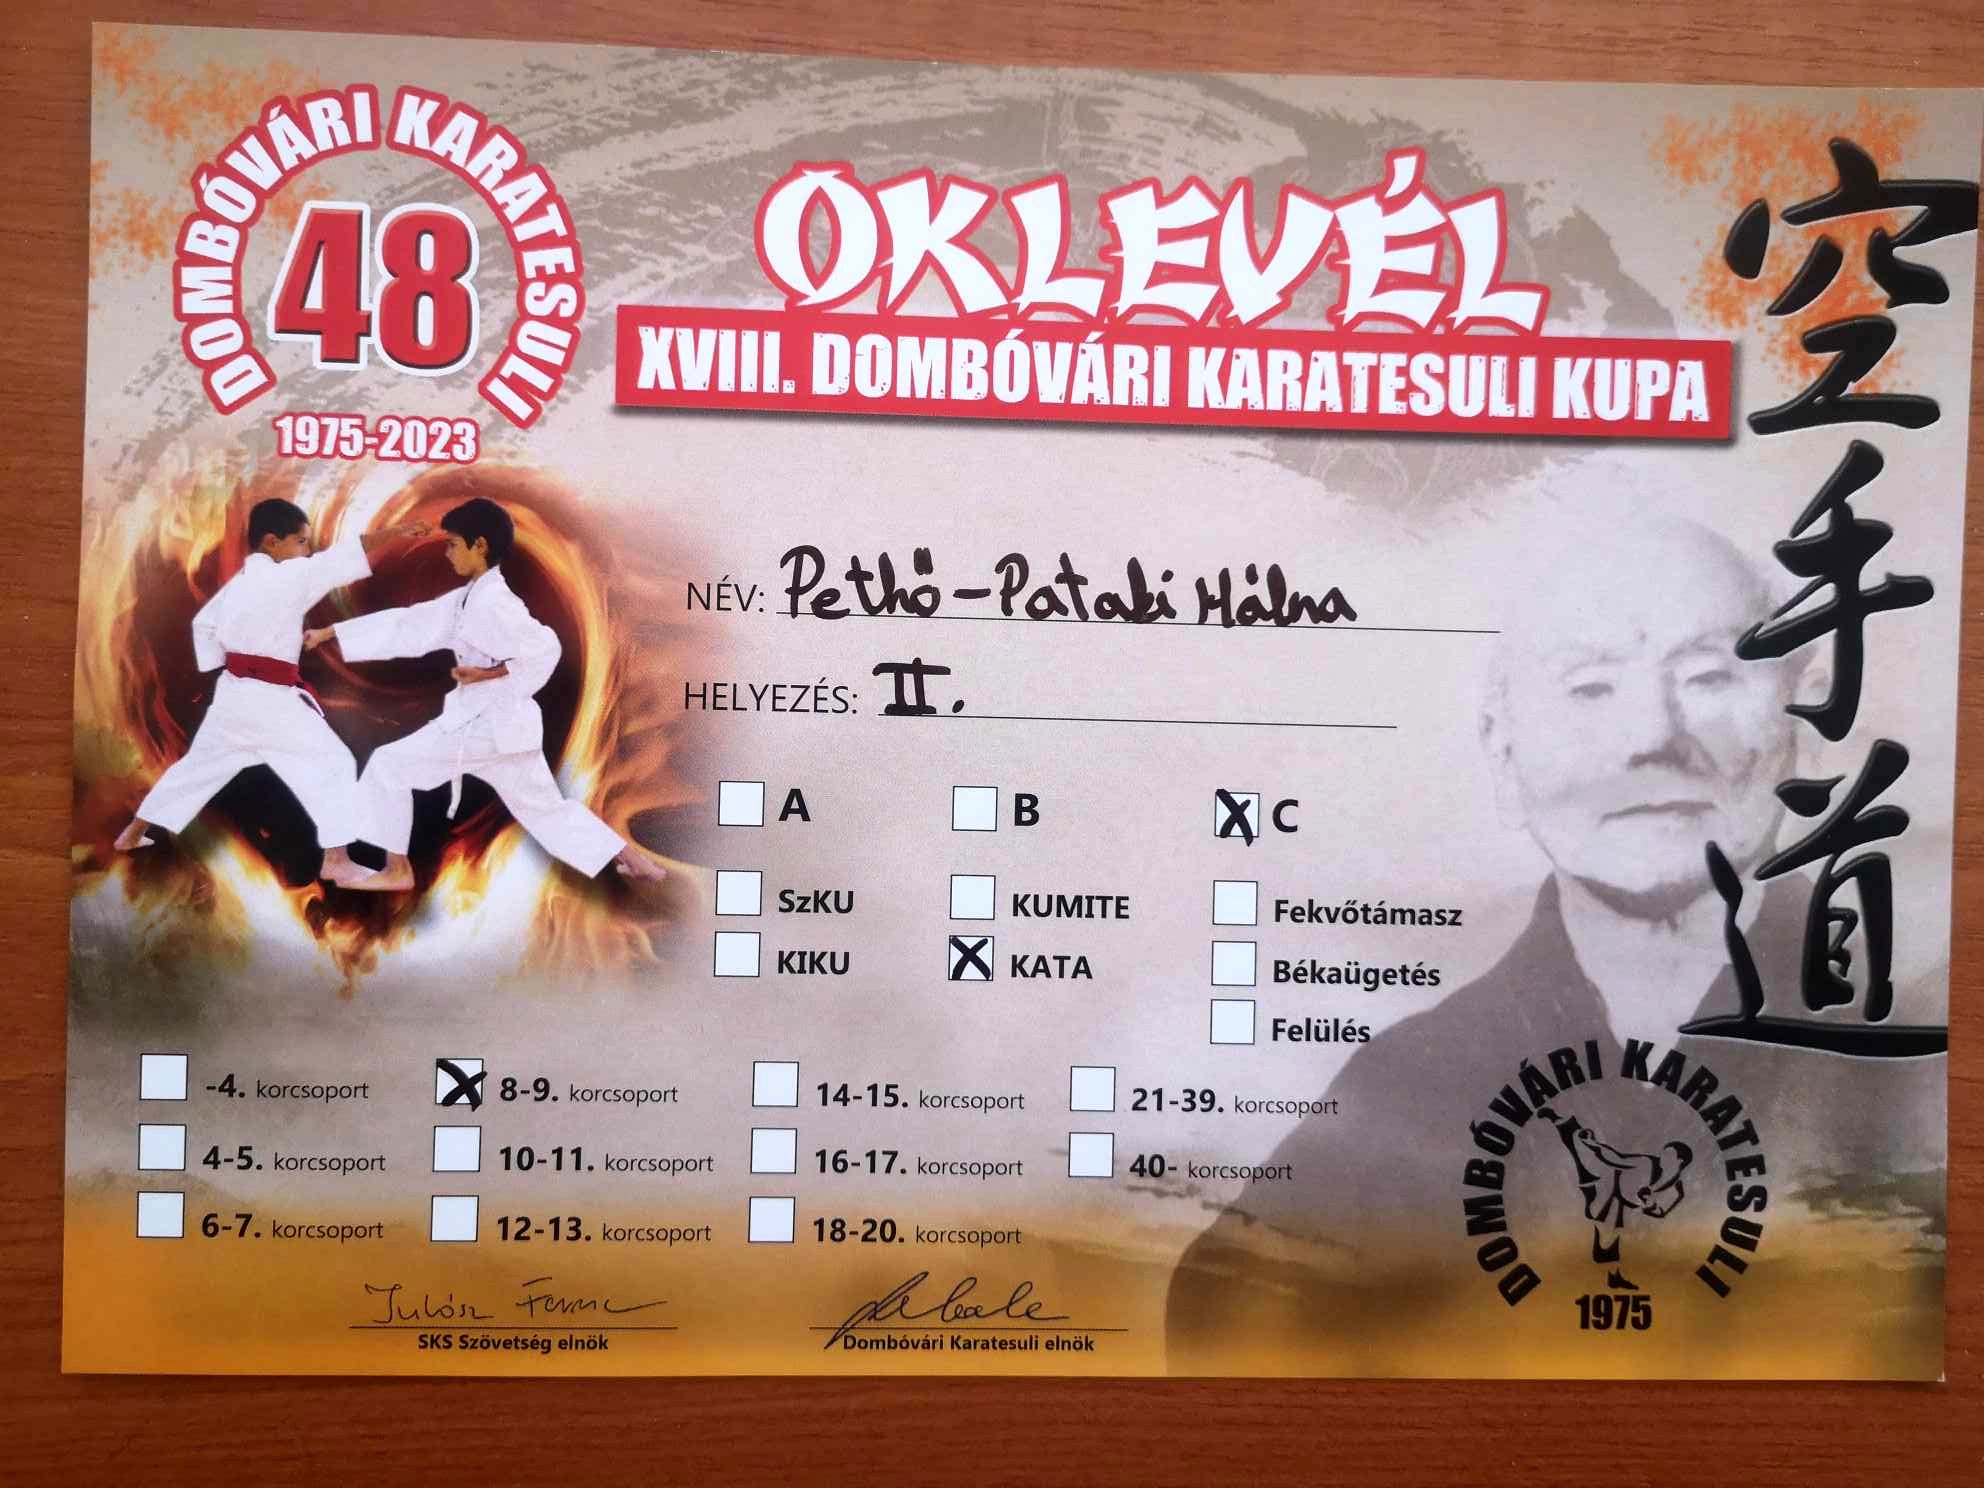 DOMBÓVÁRI KARATESULI
48
1975-2023
OKLEVÉL
XVIII. DOMBÓVÁRI KARATESULI KUPA
空手道
NÉV: Pethő-Pataki Málna
HELYEZÉS: II.
A B X C
SzKU KUMITE Fekvőtámasz
KIKU X KATA Békaügetés
Felülés
-4. korcsoport X 8-9. korcsoport 14-15. korcsoport 21-39. korcsoport
4-5. korcsoport 10-11. korcsoport 16-17. korcsoport 40- korcsoport
6-7. korcsoport 12-13. korcsoport 18-20. korcsoport
SKS Szövetség elnök Dombóvári Karatesuli elnök
DOMBÓVÁRI KARATESULI
1975